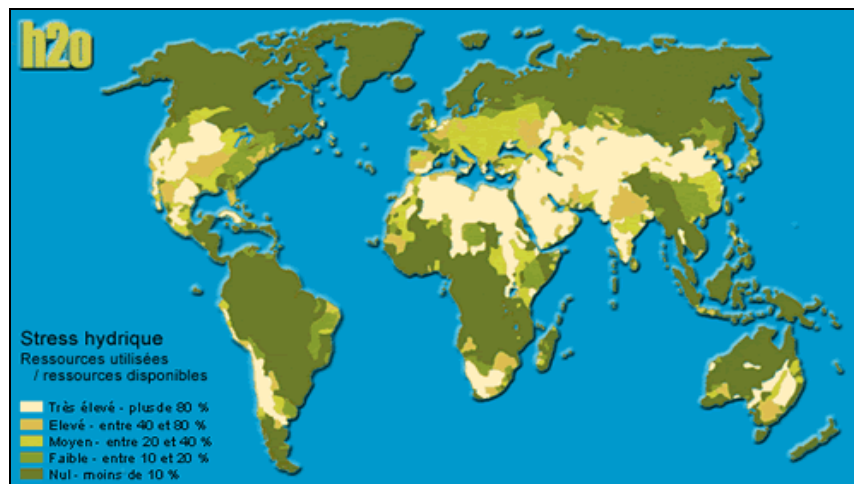 h2o
Stress hydrique
Ressources utilisées
/ ressources disponibles
Très élevé - plus de 80 %
Elevé - entre 40 et 80 %
Moyen - entre 20 et 40 %
Faible - entre 10 et 20 %
Nul - moins de 10 %